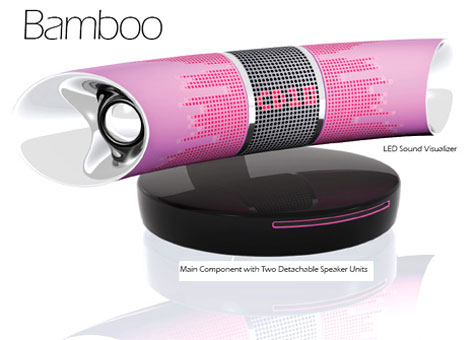 Bamboo
LED Sound Visualizer
Main Component with Two Detachable Speaker Units